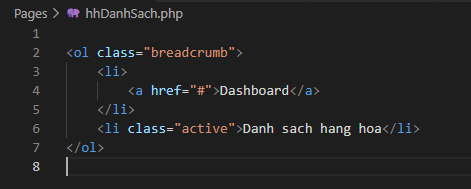 Pages > hhDanhSach.php
1
2 <ol class="breadcrumb">
3 <li>
4 <a href="#">Dashboard</a>
5 </li>
6 <li class="active">Danh sach hang hoa</li>
7 </ol>
8